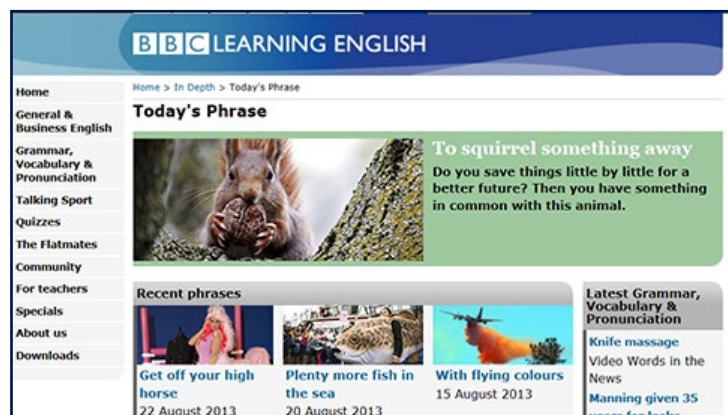 BBC LEARNING ENGLISH
Home
General &
Business English
Grammar,
Vocabulary &
Pronunciation
Talking Sport
Quizzes
The Flatmates
Community
For teachers
Specials
About us
Downloads
Home > In Depth > Today's Phrase
Today's Phrase
To squirrel something away
Do you save things little by little for a
better future? Then you have something
in common with this animal.
Recent phrases
Get off your high
horse
22 August 2013
Plenty more fish in
the sea
20 August 2013
With flying colours
15 August 2013
Latest Grammar,
Vocabulary &
Pronunciation
Knife massage
Video Words in the
News
Manning given 35